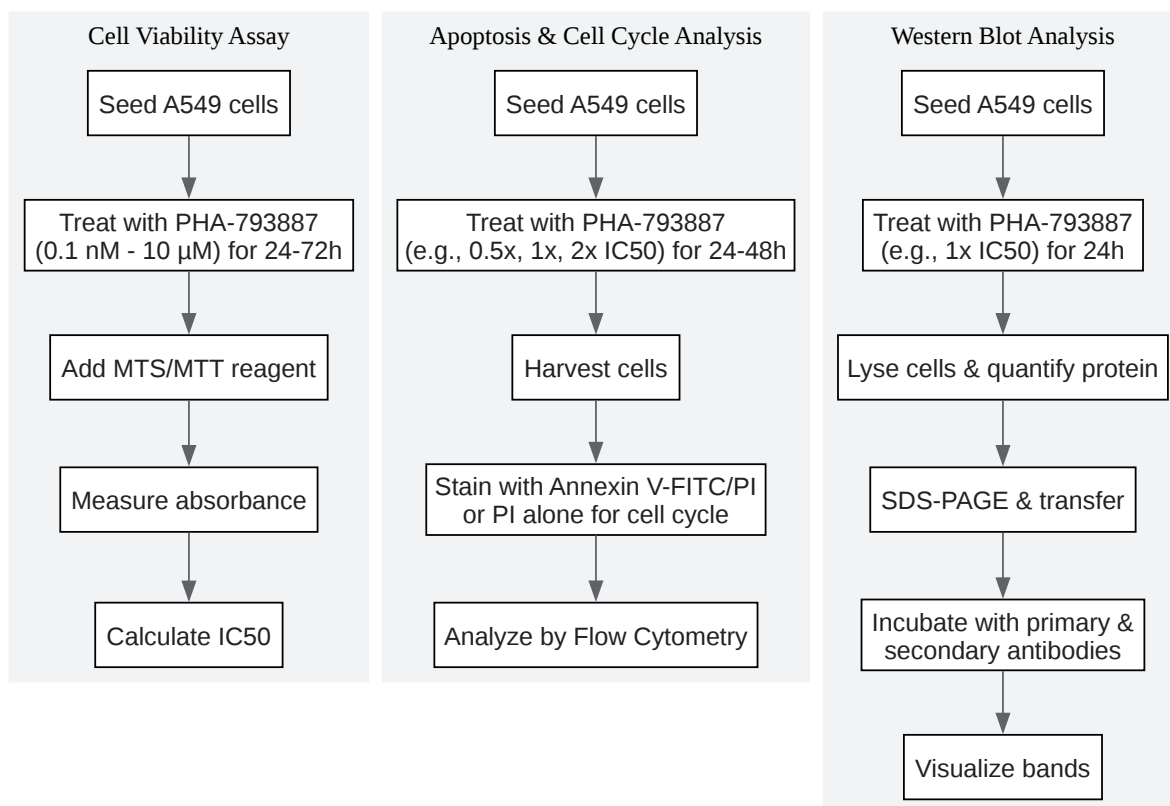 Cell Viability Assay
Seed A549 cells
Treat with PHA-793887
(0.1 nM - 10 µM) for 24-72h
Add MTS/MTT reagent
Measure absorbance
Calculate IC50
Apoptosis & Cell Cycle Analysis
Seed A549 cells
Treat with PHA-793887
(e.g., 0.5x, 1x, 2x IC50) for 24-48h
Harvest cells
Stain with Annexin V-FITC/PI
or PI alone for cell cycle
Analyze by Flow Cytometry
Western Blot Analysis
Seed A549 cells
Treat with PHA-793887
(e.g., 1x IC50) for 24h
Lyse cells & quantify protein
SDS-PAGE & transfer
Incubate with primary &
secondary antibodies
Visualize bands